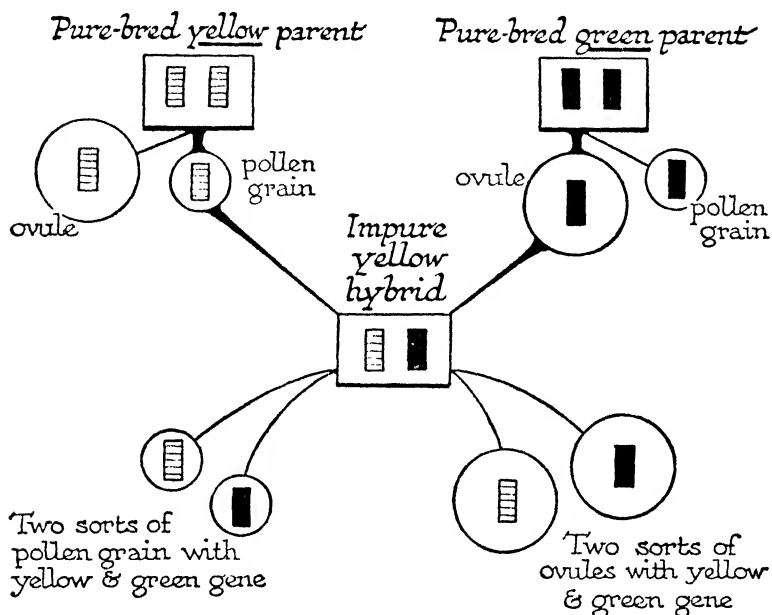 Pure-bred yellow parent
Pure-bred green parent
ovule
pollen
grain
ovule
pollen
grain
Impure
yellow
hybrid
Two sorts of
pollen grain with
yellow & green gene
Two sorts of
ovules with yellow
& green gene